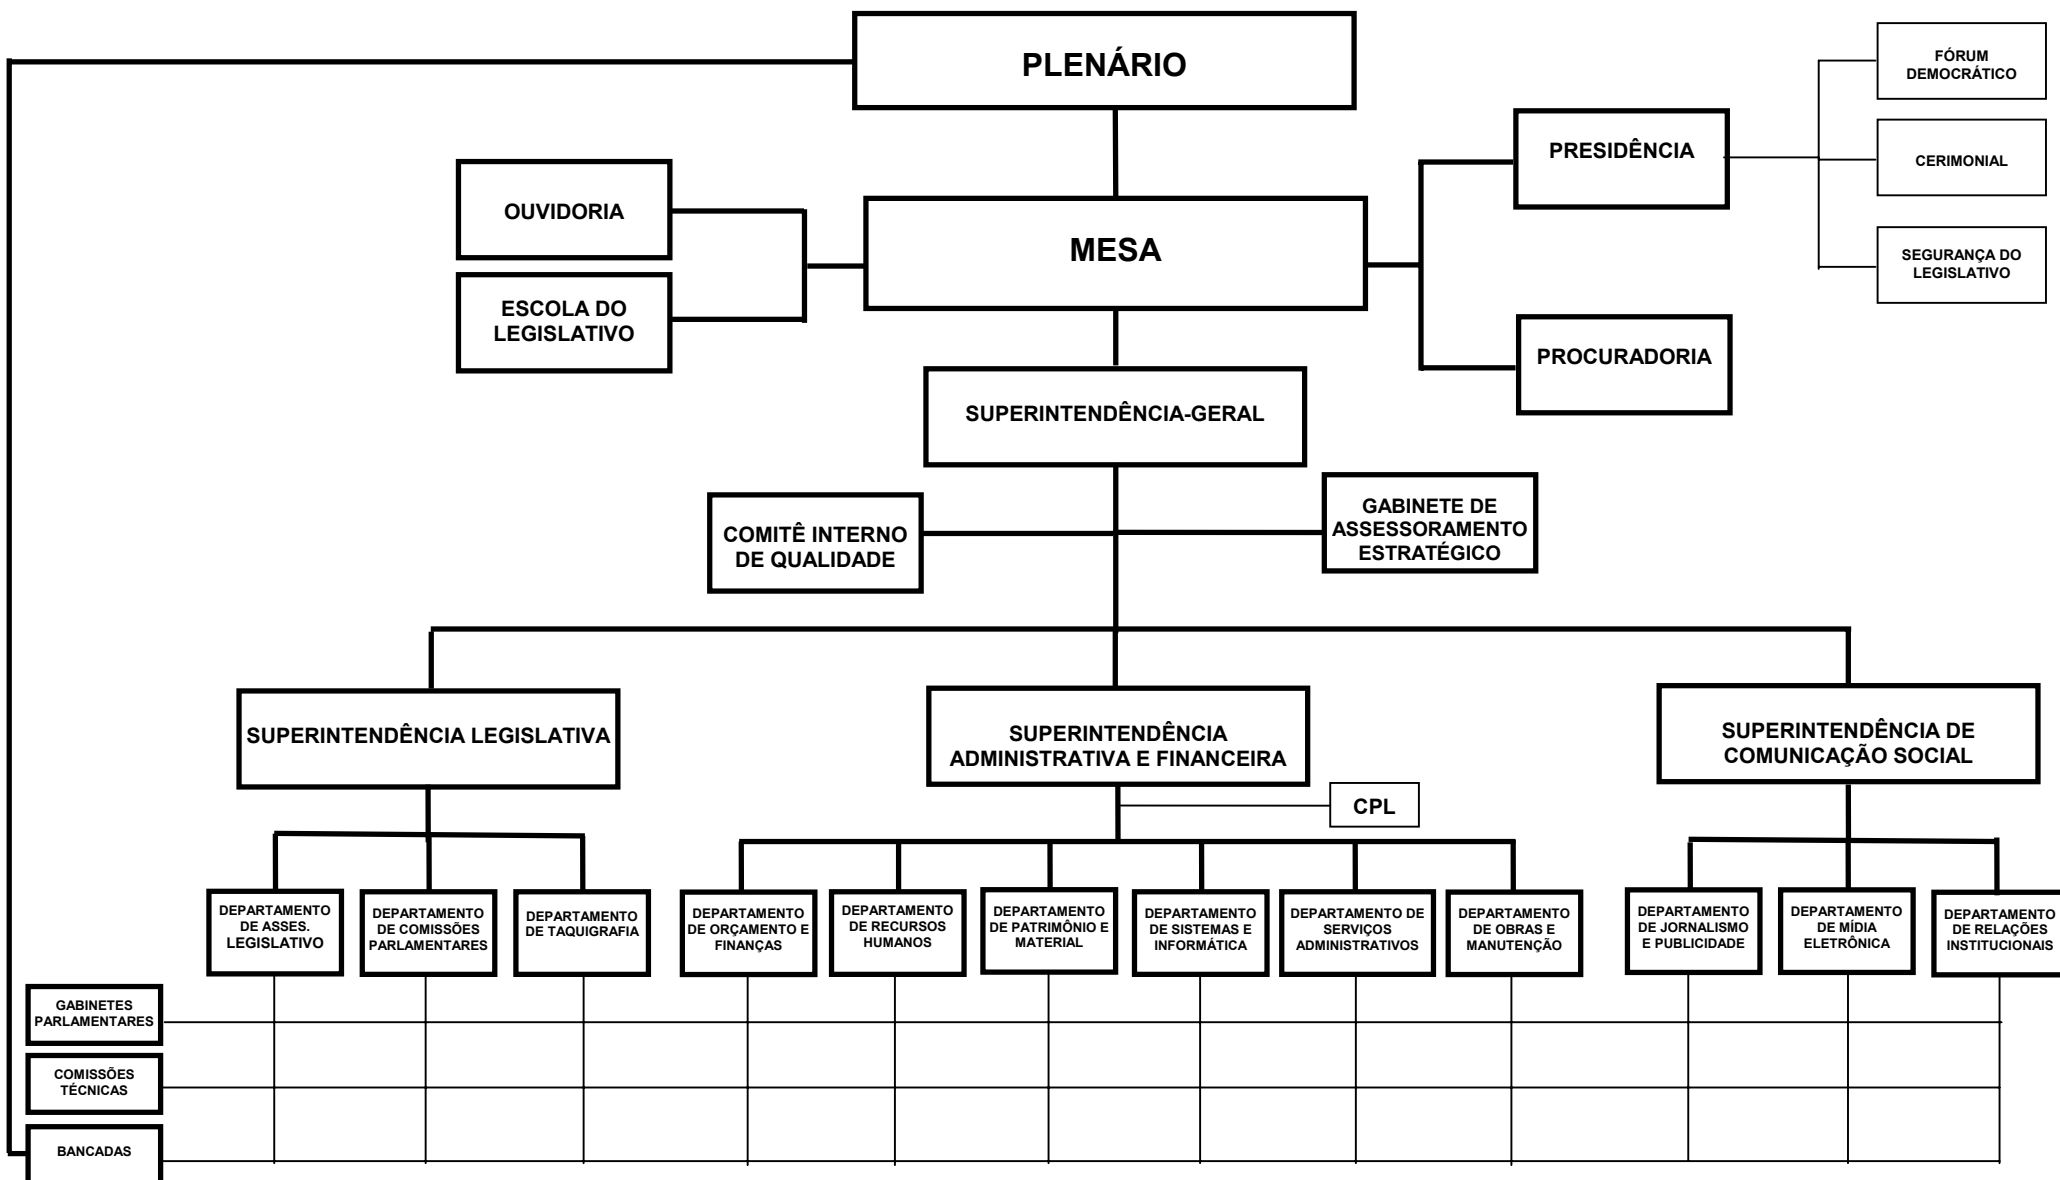 PLENÁRIO
FÓRUM
DEMOCRÁTICO
PRESIDÊNCIA
CERIMONIAL
OUVIDORIA
MESA
SEGURANÇA DO
LEGISLATIVO
ESCOLA DO
LEGISLATIVO
PROCURADORIA
SUPERINTENDÊNCIA-GERAL
COMITÊ INTERNO
DE QUALIDADE
GABINETE DE
ASSESSORAMENTO
ESTRATÉGICO
SUPERINTENDÊNCIA LEGISLATIVA
SUPERINTENDÊNCIA
ADMINISTRATIVA E FINANCEIRA
SUPERINTENDÊNCIA DE
COMUNICAÇÃO SOCIAL
CPL
DEPARTAMENTO
DE ASSES.
LEGISLATIVO
DEPARTAMENTO
DE COMISSÕES
PARLAMENTARES
DEPARTAMENTO
DE TAQUIGRAFIA
DEPARTAMENTO
DE ORÇAMENTO E
FINANÇAS
DEPARTAMENTO
DE RECURSOS
HUMANOS
DEPARTAMENTO
DE PATRIMÔNIO E
MATERIAL
DEPARTAMENTO
DE SISTEMAS E
INFORMÁTICA
DEPARTAMENTO DE
SERVIÇOS
ADMINISTRATIVOS
DEPARTAMENTO
DE OBRAS E
MANUTENÇÃO
DEPARTAMENTO
DE JORNALISMO
E PUBLICIDADE
DEPARTAMENTO
DE MÍDIA
ELETRÔNICA
DEPARTAMENTO
DE RELAÇÕES
INSTITUCIONAIS
GABINETES
PARLAMENTARES
COMISSÕES
TÉCNICAS
BANCADAS